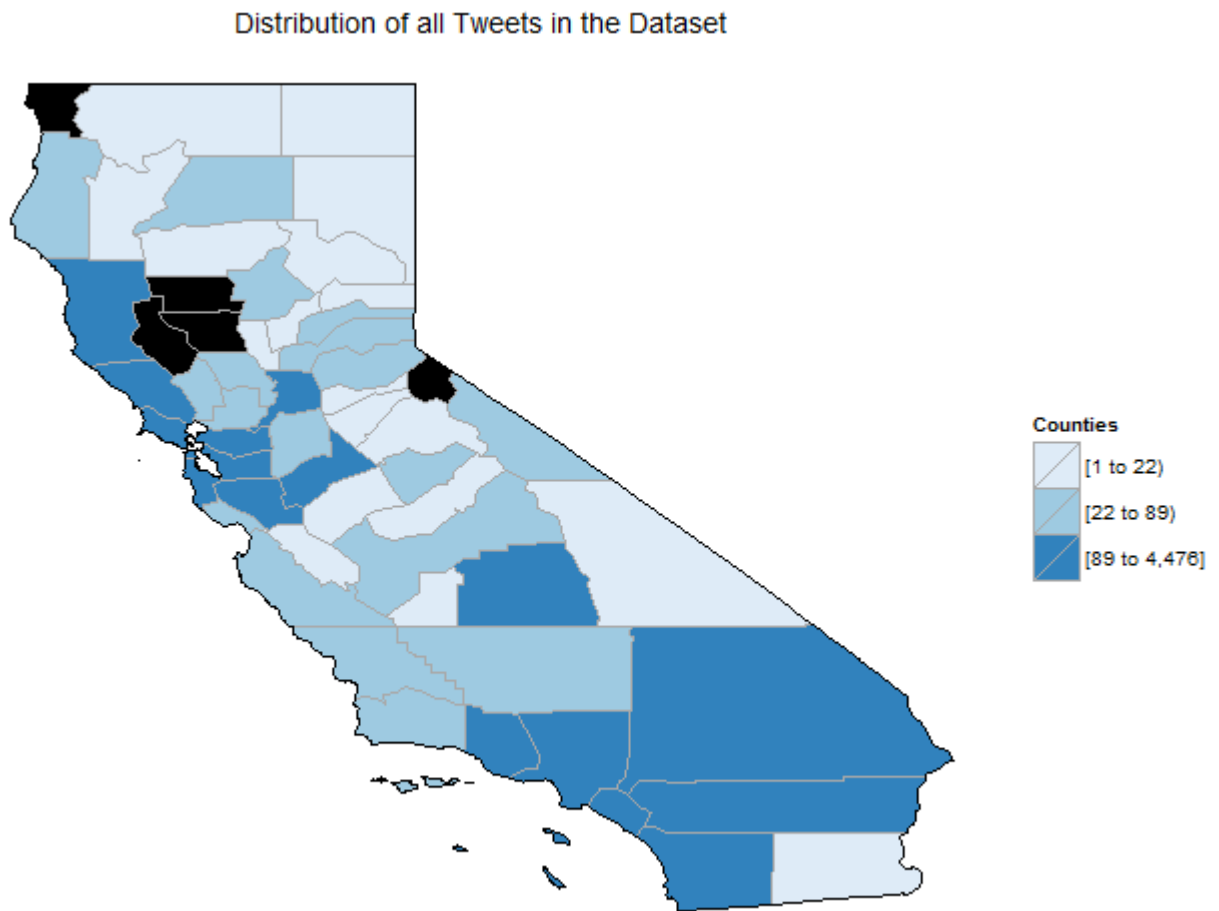 Distribution of all Tweets in the Dataset
Counties
[1 to 22)
[22 to 89)
[89 to 4,476]